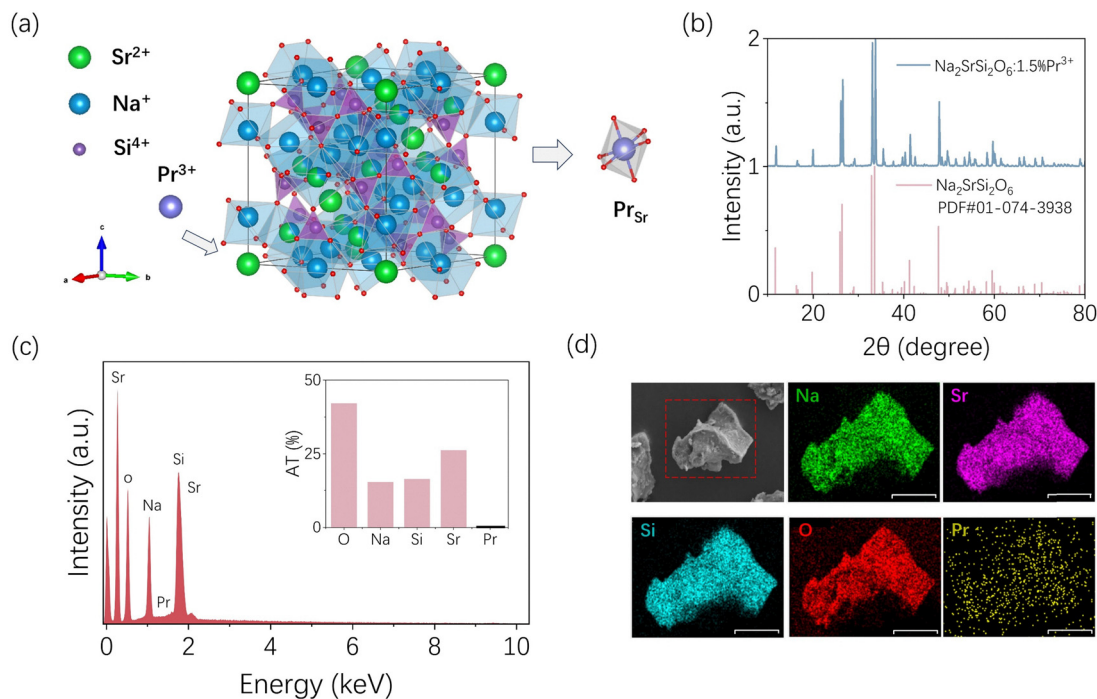 (a)
Sr²⁺
Na⁺
Si⁴⁺
Pr³⁺
c
a
b
Pr_Sr
(b)
2
1
0
Intensity (a.u.)
Na₂SrSi₂O₆:1.5%Pr³⁺
Na₂SrSi₂O₆
PDF#01-074-3938
20
40
60
80
2θ (degree)
(c)
Intensity (a.u.)
Sr
o
Na
Pr
Si
Sr
0
2
4
6
8
10
Energy (keV)
50
25
0
AT (%)
O
Na
Si
Sr
Pr
(d)
Na
Sr
Si
O
Pr